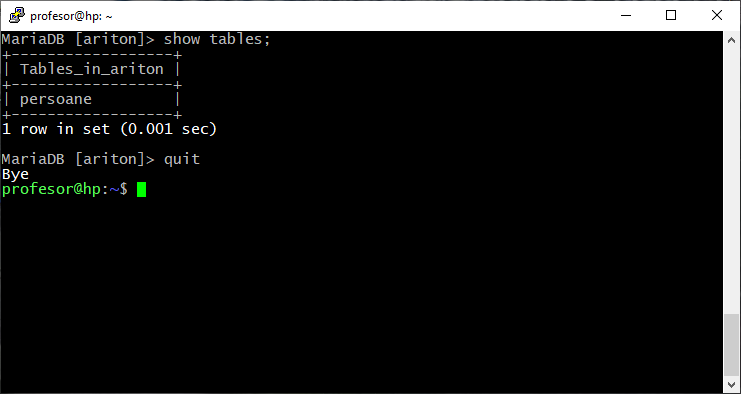 profesor@hp: ~
MariaDB [ariton]> show tables;
+------------------+
| Tables_in_ariton |
+------------------+
| persoane         |
+------------------+
1 row in set (0.001 sec)
MariaDB [ariton]> quit
Bye
profesor@hp:~$